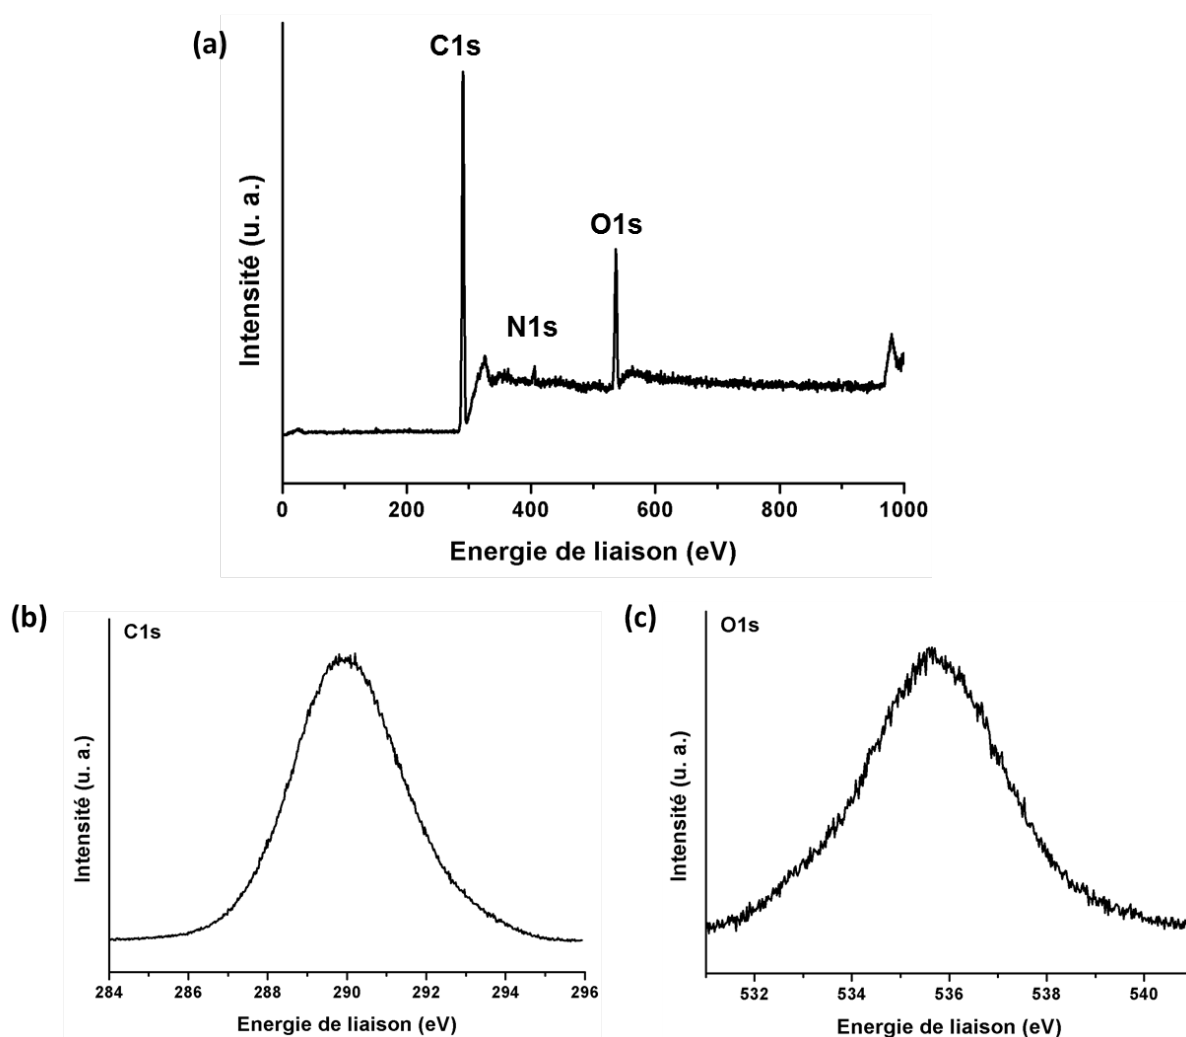 (a)
C1s
O1s
N1s
Intensité (u. a.)
0 200 400 600 800 1000
Energie de liaison (eV)
(b)
C1s
Intensité (u. a.)
284 286 288 290 292 294 296
Energie de liaison (eV)
(c)
O1s
Intensité (u. a.)
532 534 536 538 540
Energie de liaison (eV)